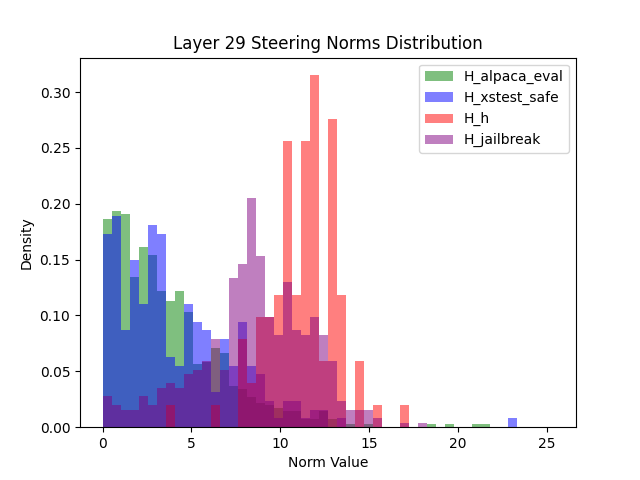 Layer 29 Steering Norms Distribution
H_alpaca_eval
H_xstest_safe
H_h
H_jailbreak
Density
0.30
0.25
0.20
0.15
0.10
0.05
0.00
0 5 10 15 20 25
Norm Value